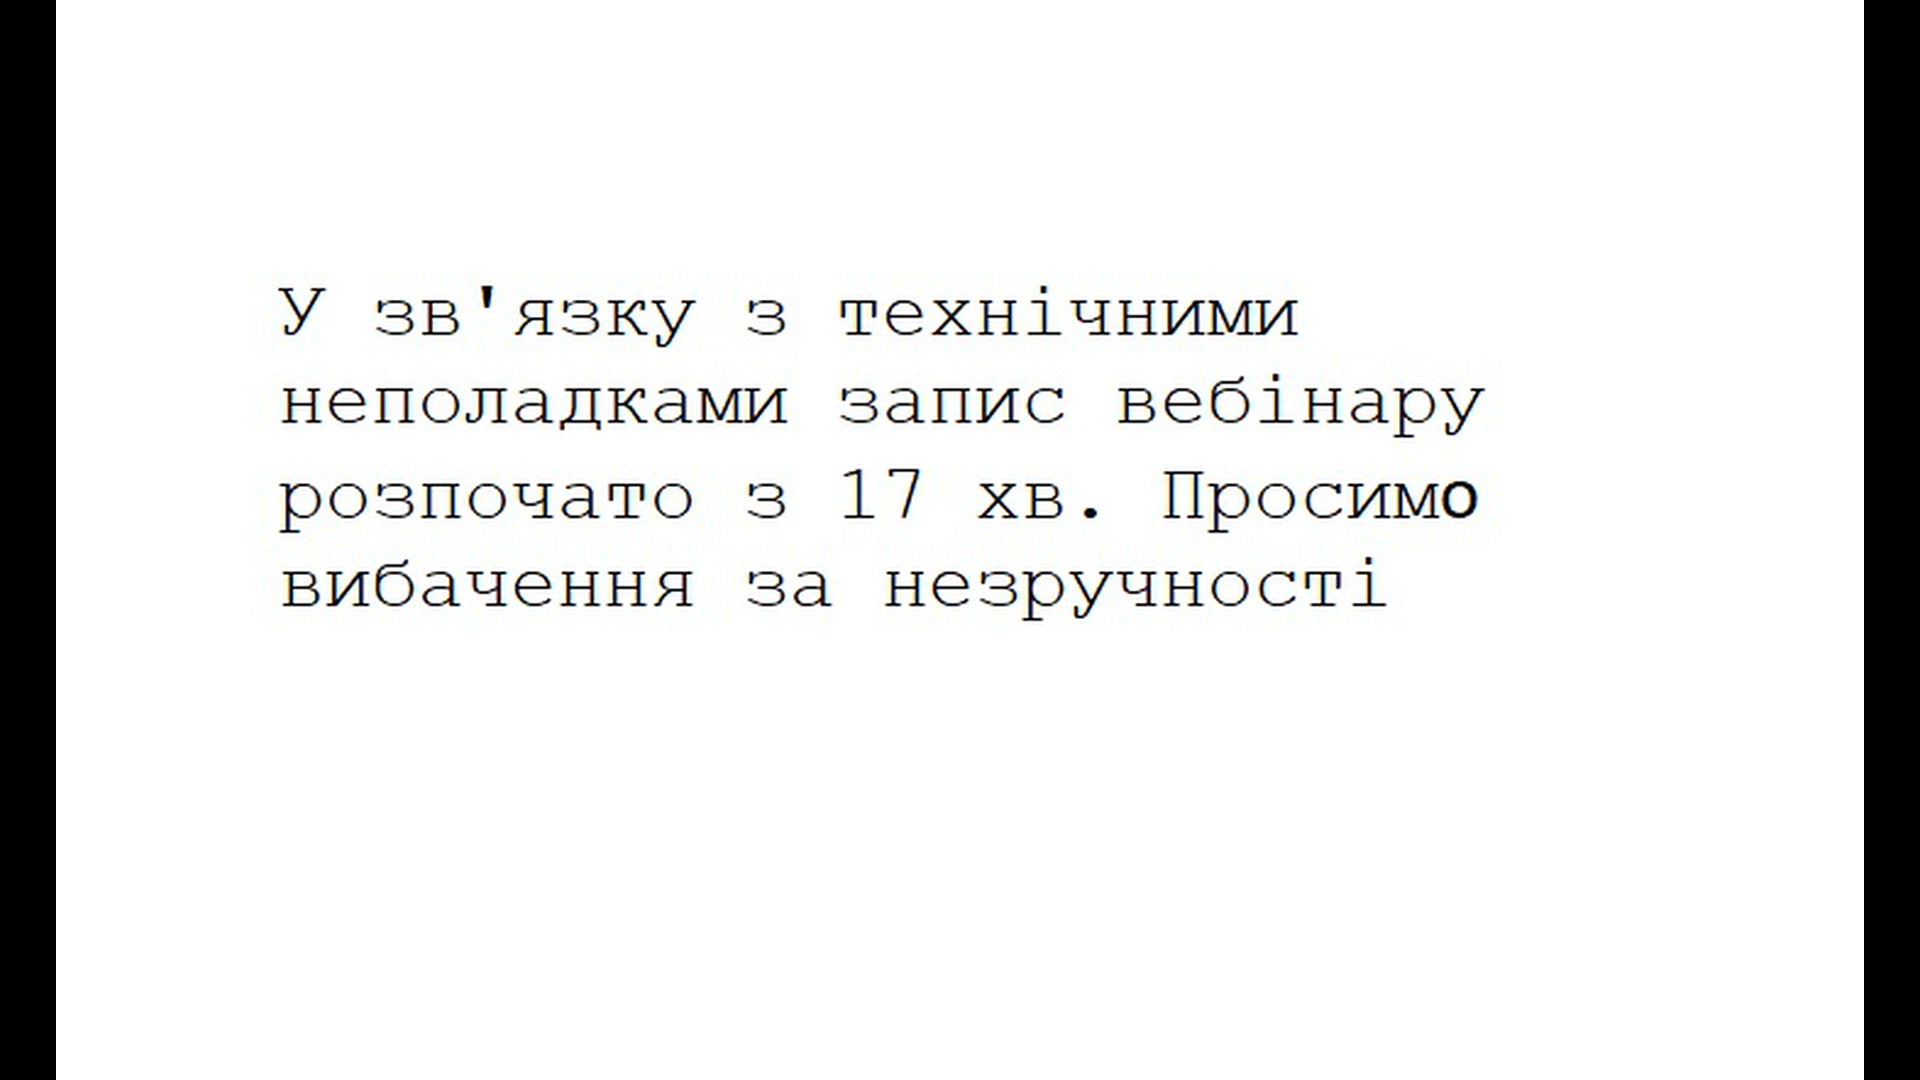 У зв'язку з технічними
неполадками запис вебінару
розпочато з 17 хв. Просимо
вибачення за незручності